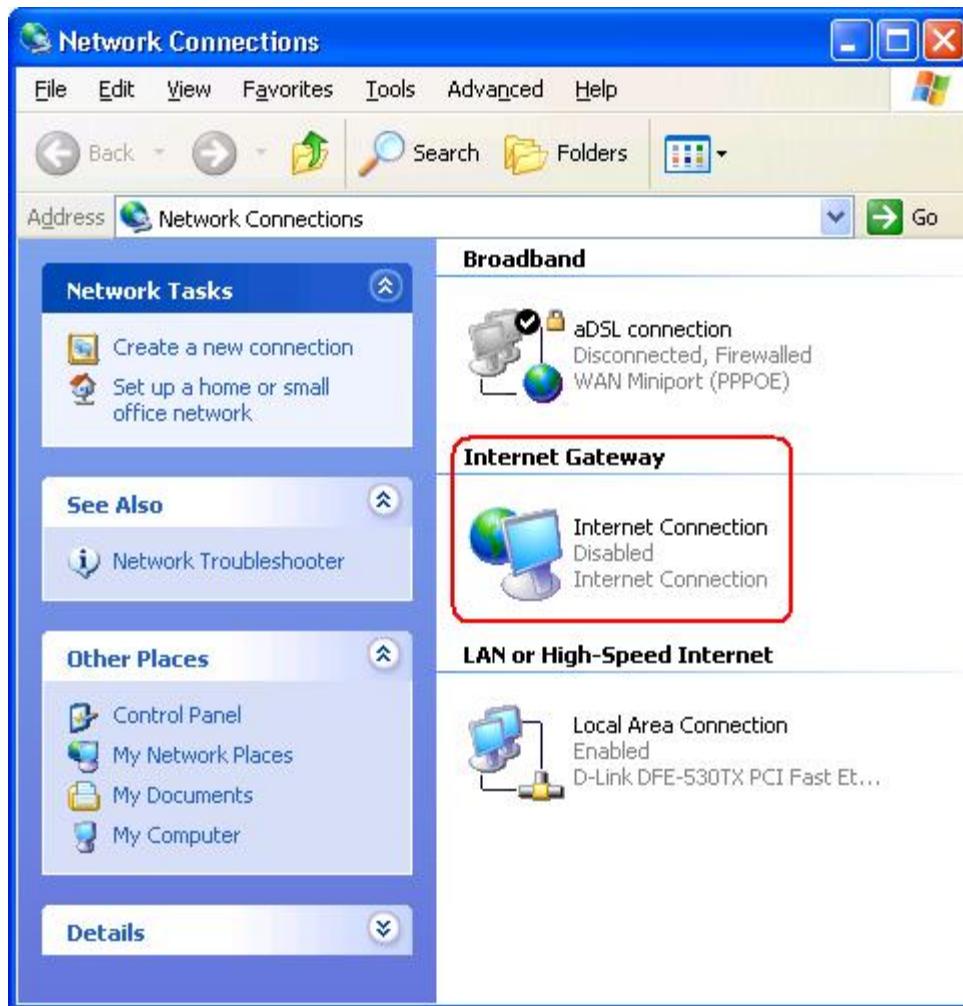 Network Connections
File Edit View Favorites Tools Advanced Help
Back Search Folders
Address Network Connections Go
Network Tasks
Create a new connection
Set up a home or small
office network
See Also
Network Troubleshooter
Other Places
Control Panel
My Network Places
My Documents
My Computer
Details
Broadband
aDSL connection
Disconnected, Firewalled
WAN Miniport (PPPOE)
Internet Gateway
Internet Connection
Disabled
Internet Connection
LAN or High-Speed Internet
Local Area Connection
Enabled
D-Link DFE-530TX PCI Fast Et...